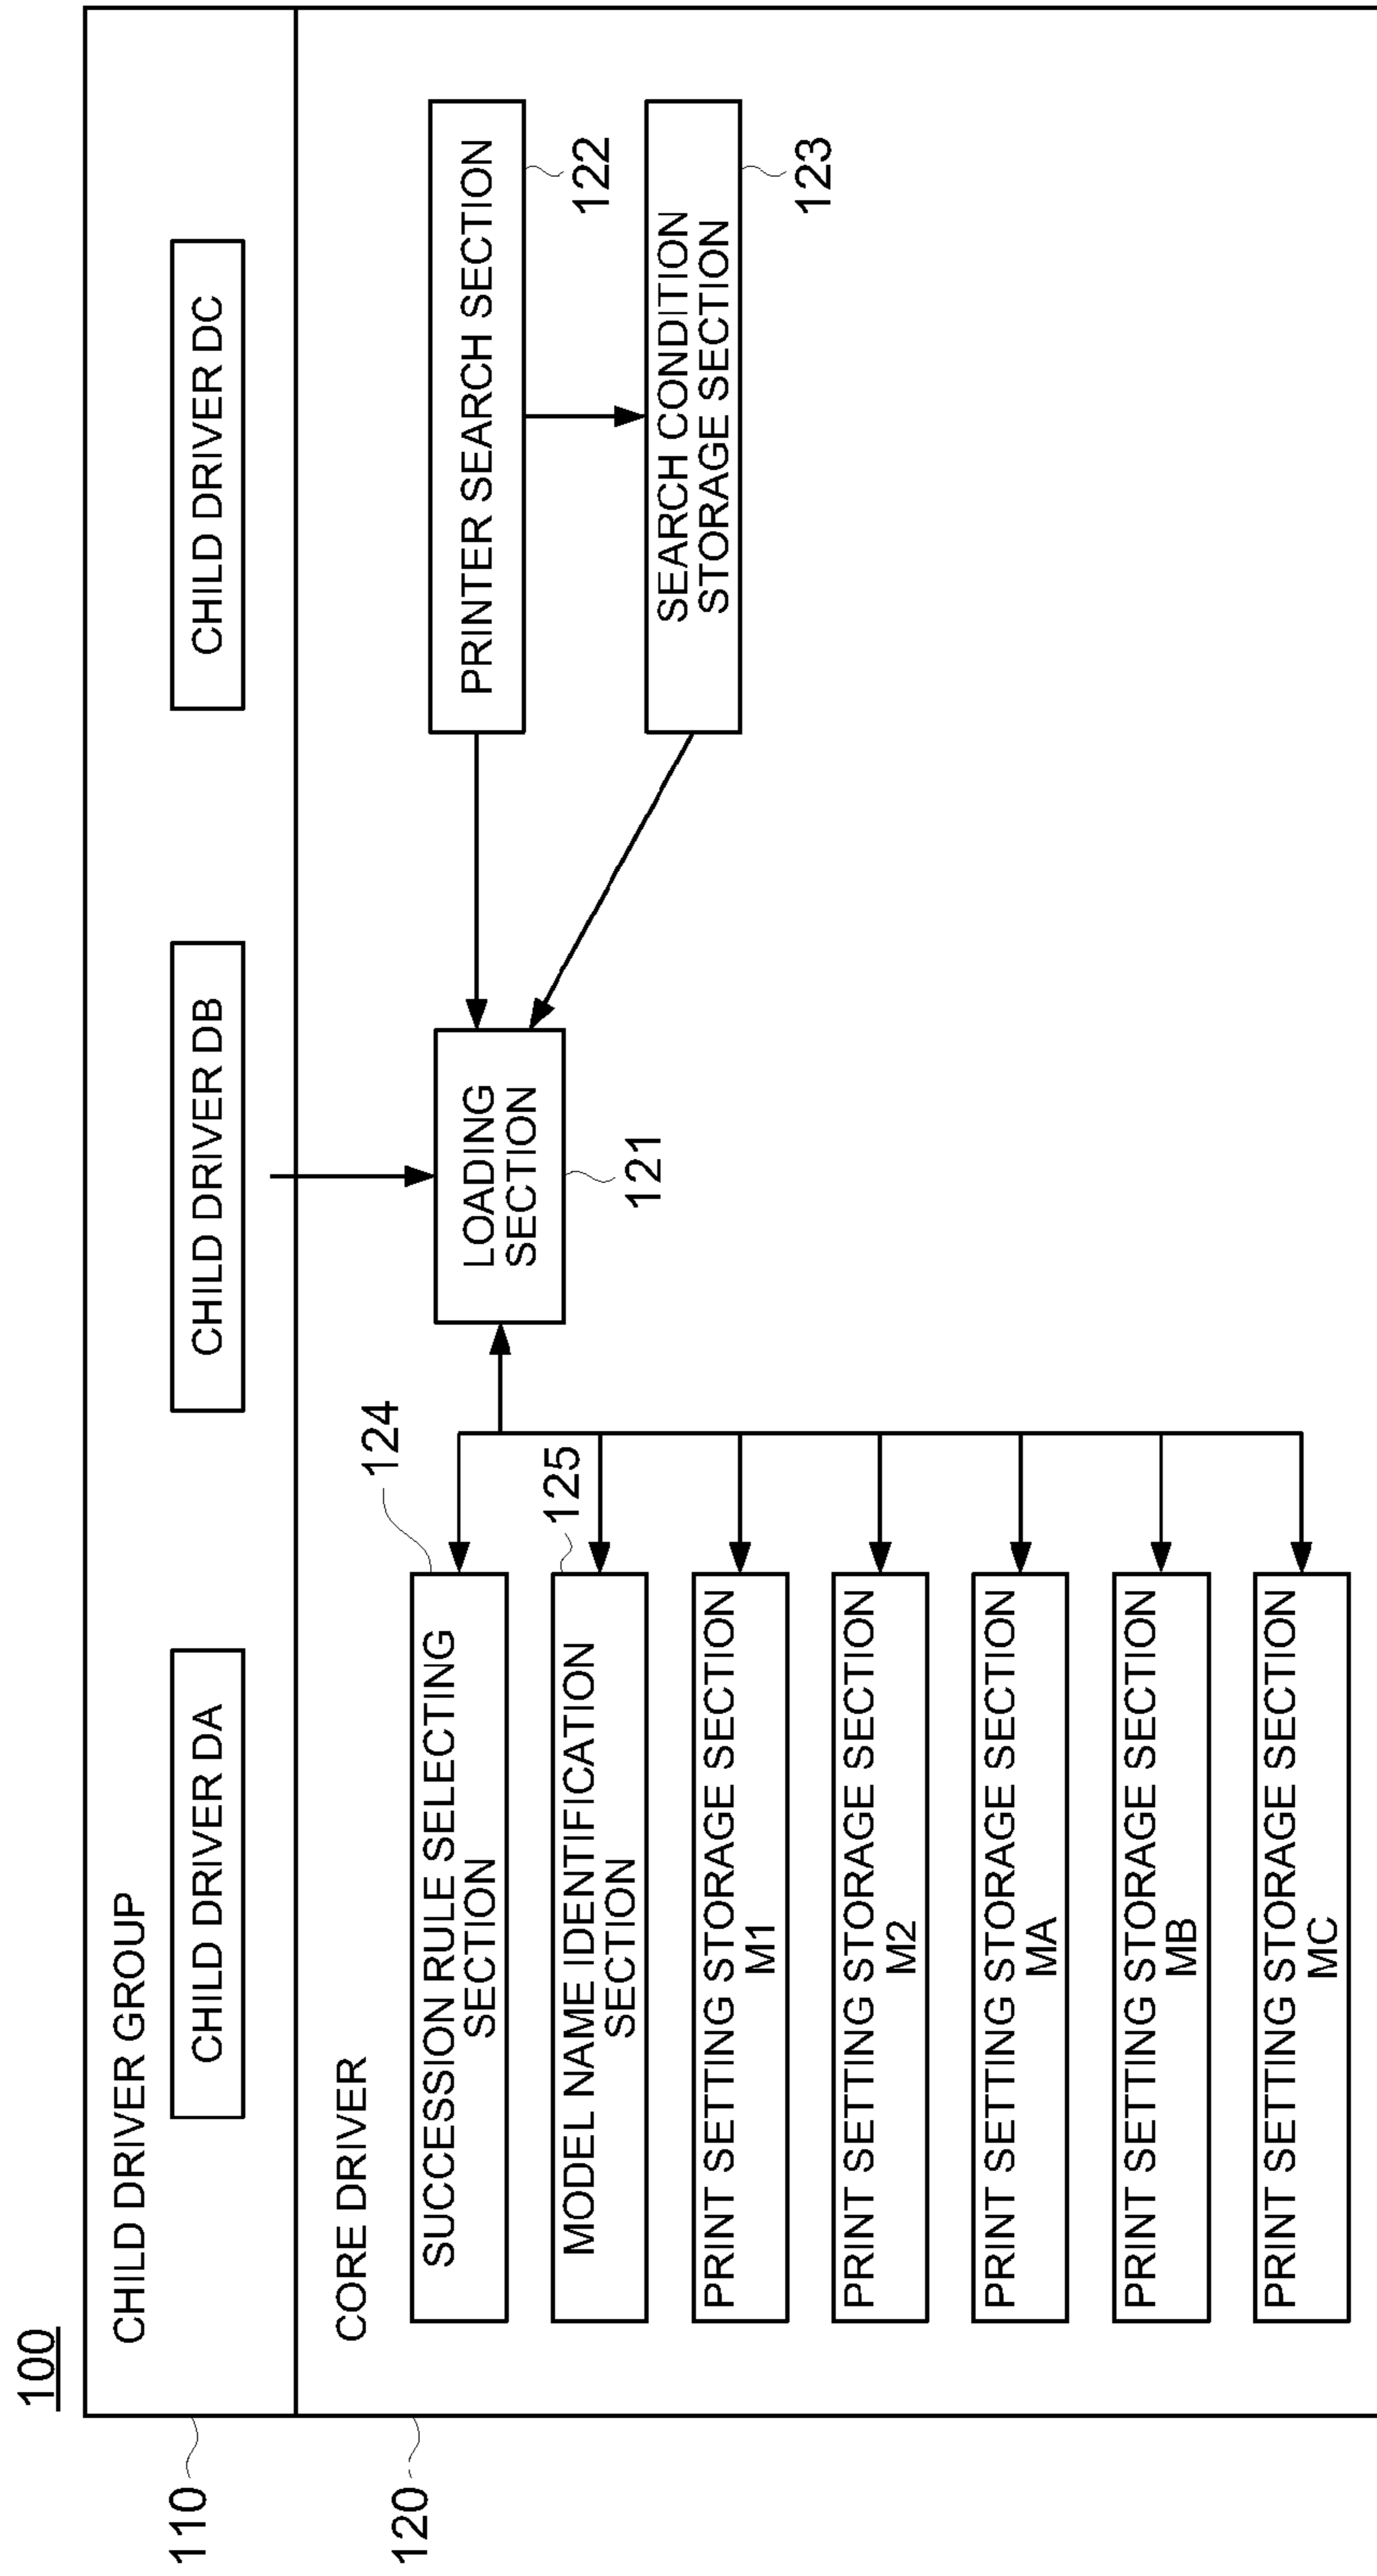 100
110
CHILD DRIVER GROUP
CHILD DRIVER DA
CHILD DRIVER DB
CHILD DRIVER DC
120
CORE DRIVER
124
SUCCESSION RULE SELECTING
SECTION
125
MODEL NAME IDENTIFICATION
SECTION
PRINT SETTING STORAGE SECTION
M1
PRINT SETTING STORAGE SECTION
M2
PRINT SETTING STORAGE SECTION
MA
PRINT SETTING STORAGE SECTION
MB
PRINT SETTING STORAGE SECTION
MC
LOADING
SECTION
121
PRINTER SEARCH SECTION
122
SEARCH CONDITION
STORAGE SECTION
123